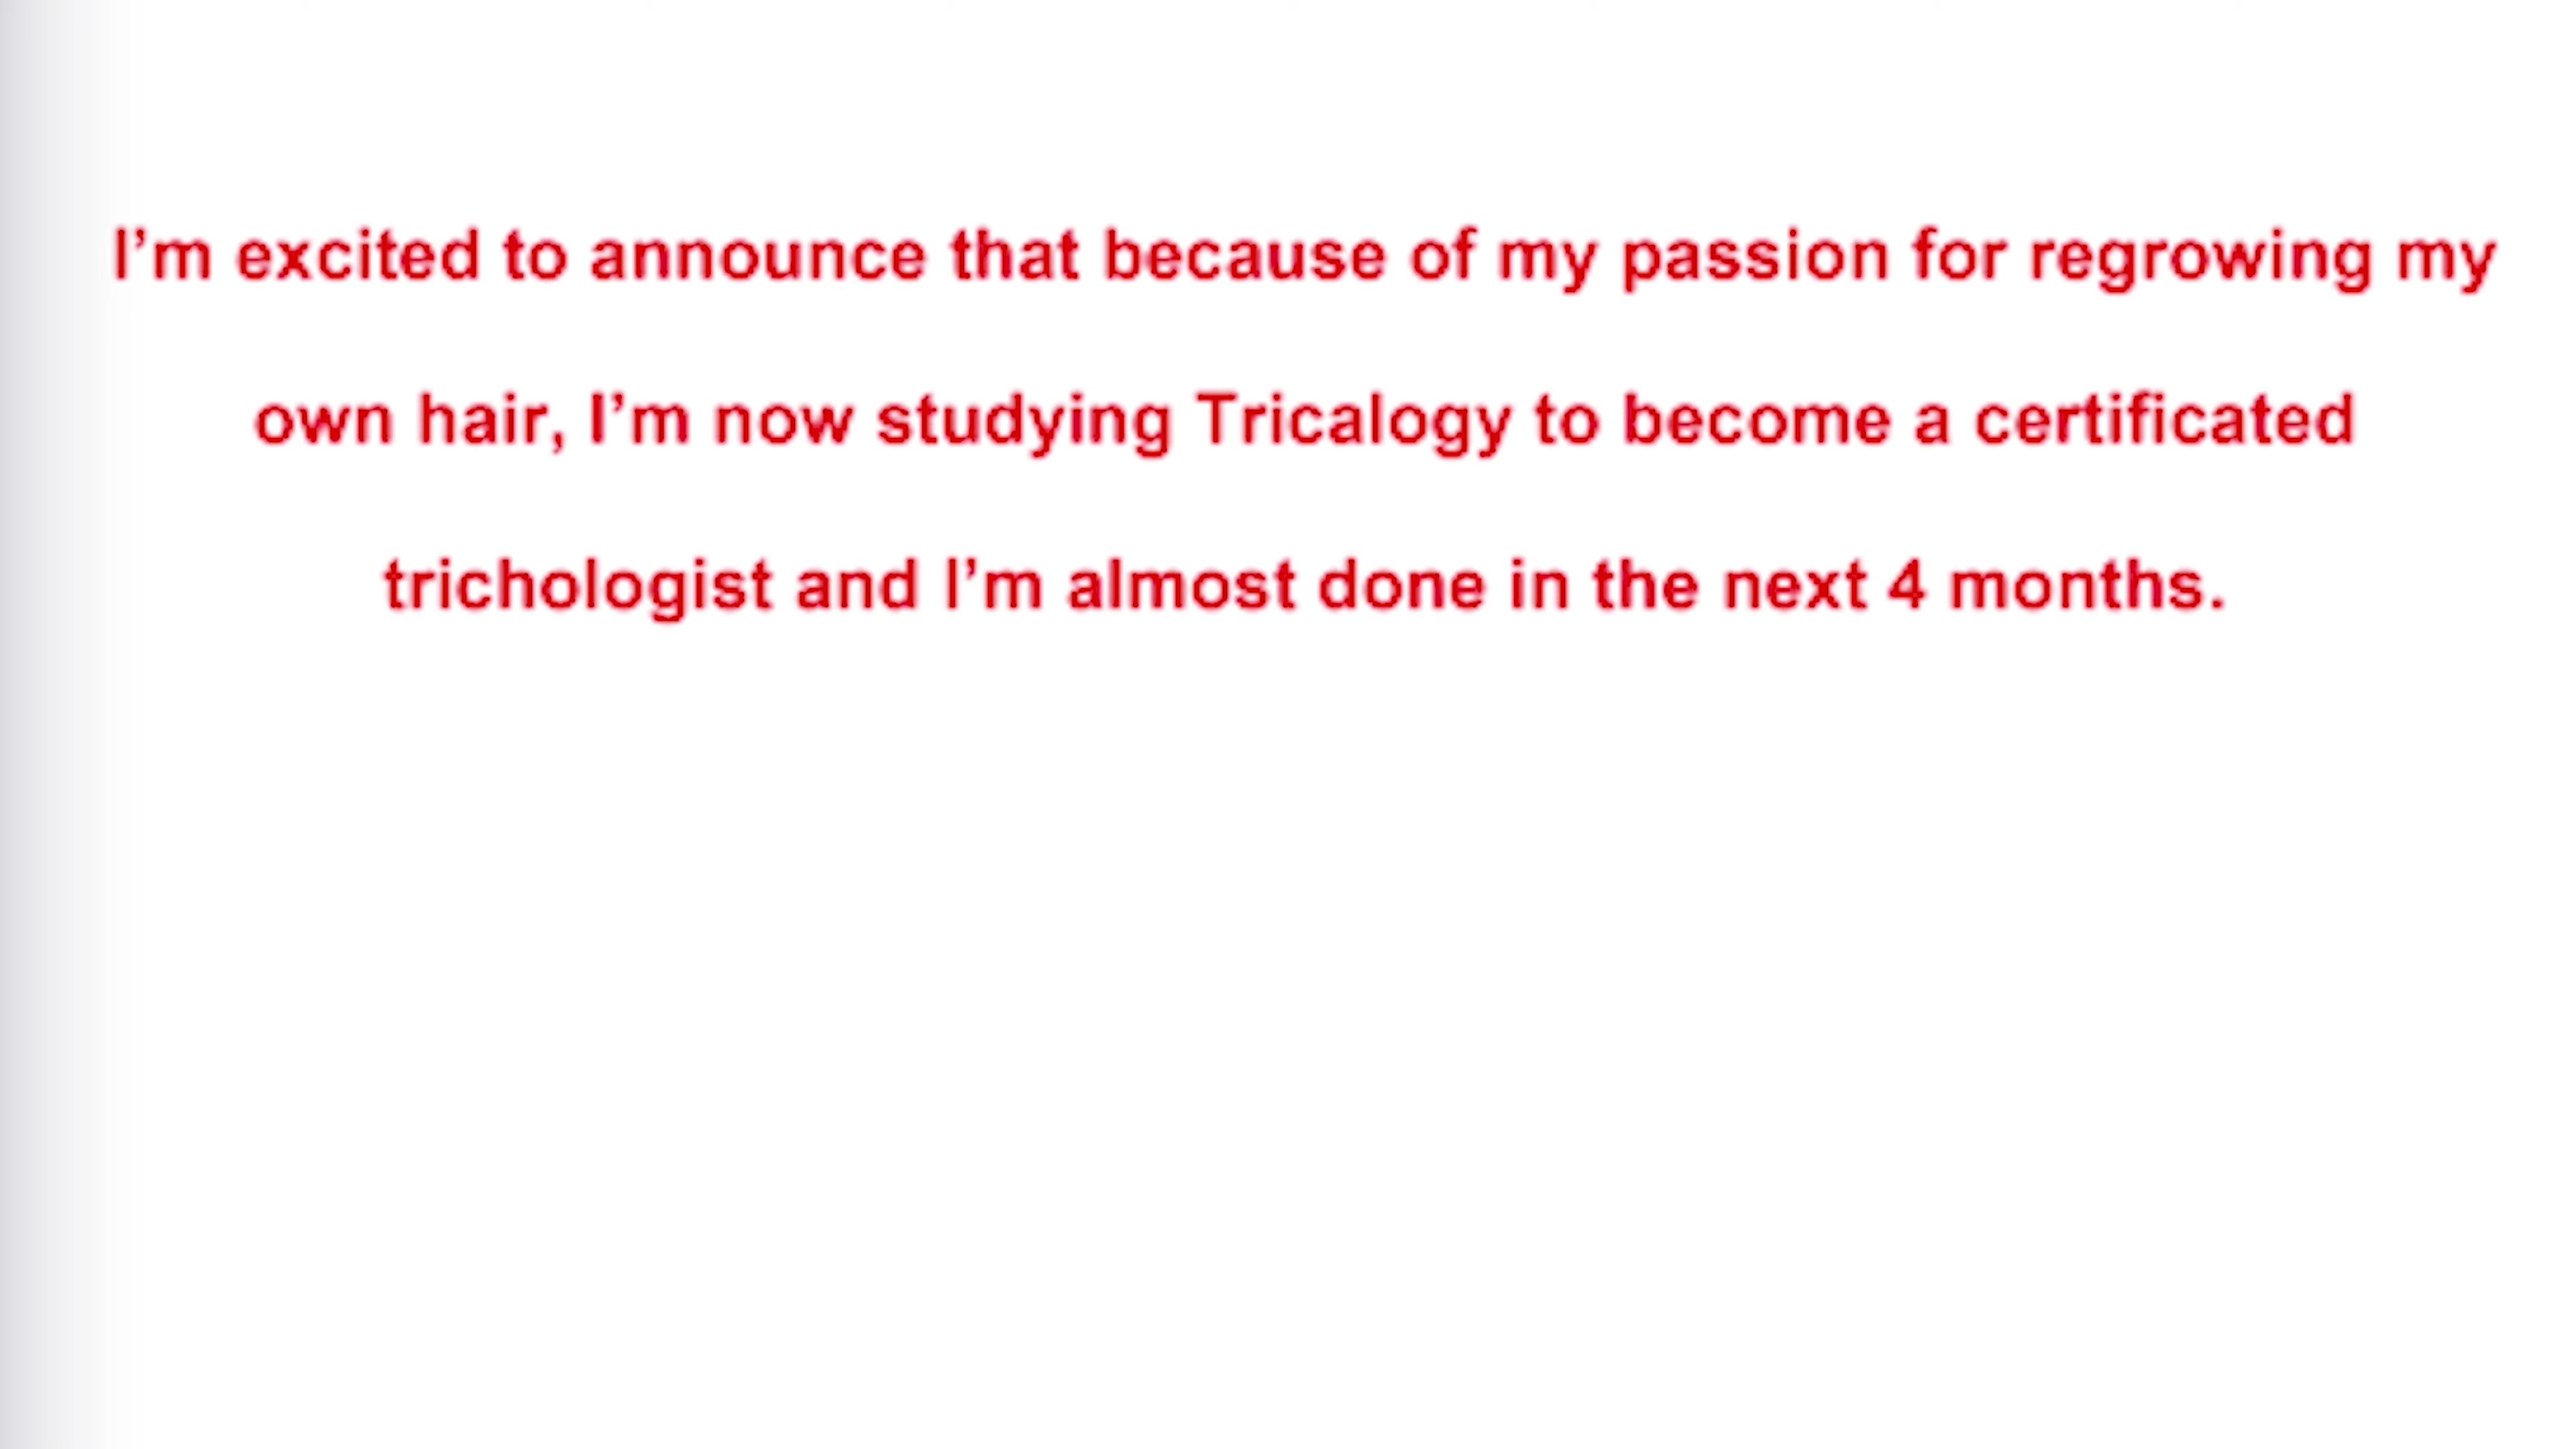 I’m excited to announce that because of my passion for regrowing my
own hair, I’m now studying Tricalogy to become a certificated
trichologist and I’m almost done in the next 4 months.